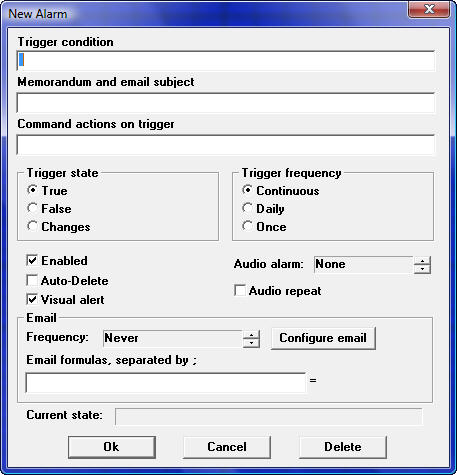 New Alarm
Trigger condition
Memorandum and email subject
Command actions on trigger
Trigger state
True
False
Changes
Trigger frequency
Continuous
Daily
Once
Enabled
Auto-Delete
Visual alert
Audio alarm: None
Audio repeat
Email
Frequency: Never
Configure email
Email formulas, separated by ;
=
Current state:
Ok
Cancel
Delete